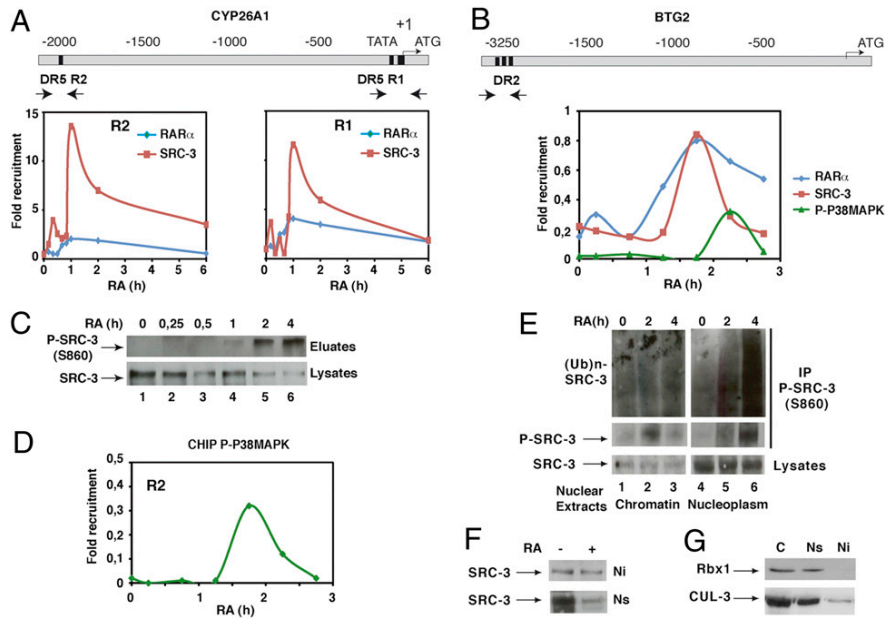 A
CYP26A1
-2000 -1500 -1000 -500 TATA +1 ATG
DR5 R2 DR5 R1
15
10
5
0
Fold recruitment
R2
RARα
SRC-3
0 1 2 3 4 5 6
RA (h)
15
10
5
0
Fold recruitment
R1
RARα
SRC-3
0 1 2 3 4 5 6
RA (h)
B
BTG2
-3250 -1500 -1000 -500 ATG
DR2
1
0,8
0,6
0,4
0,2
0
Fold recruitment
RARα
SRC-3
P-P38MAPK
0 1 2 3
RA (h)
C
RA (h) 0 0,25 0,5 1 2 4
P-SRC-3
(S860)
Eluates
SRC-3
Lysates
1 2 3 4 5 6
D
CHIP P-P38MAPK
0,5
0,4
0,3
0,2
0,1
0
Fold recruitment
R2
0 1 2 3
RA (h)
E
RA(h) 0 2 4 0 2 4
(Ub)n-
SRC-3
IP
P-SRC-3
(S860)
P-SRC-3
SRC-3
Lysates
1 2 3 4 5 6
Nuclear
Extracts
Chromatin Nucleoplasm
F
RA - +
SRC-3 Ni
SRC-3 Ns
G
C Ns Ni
Rbx1
CUL-3